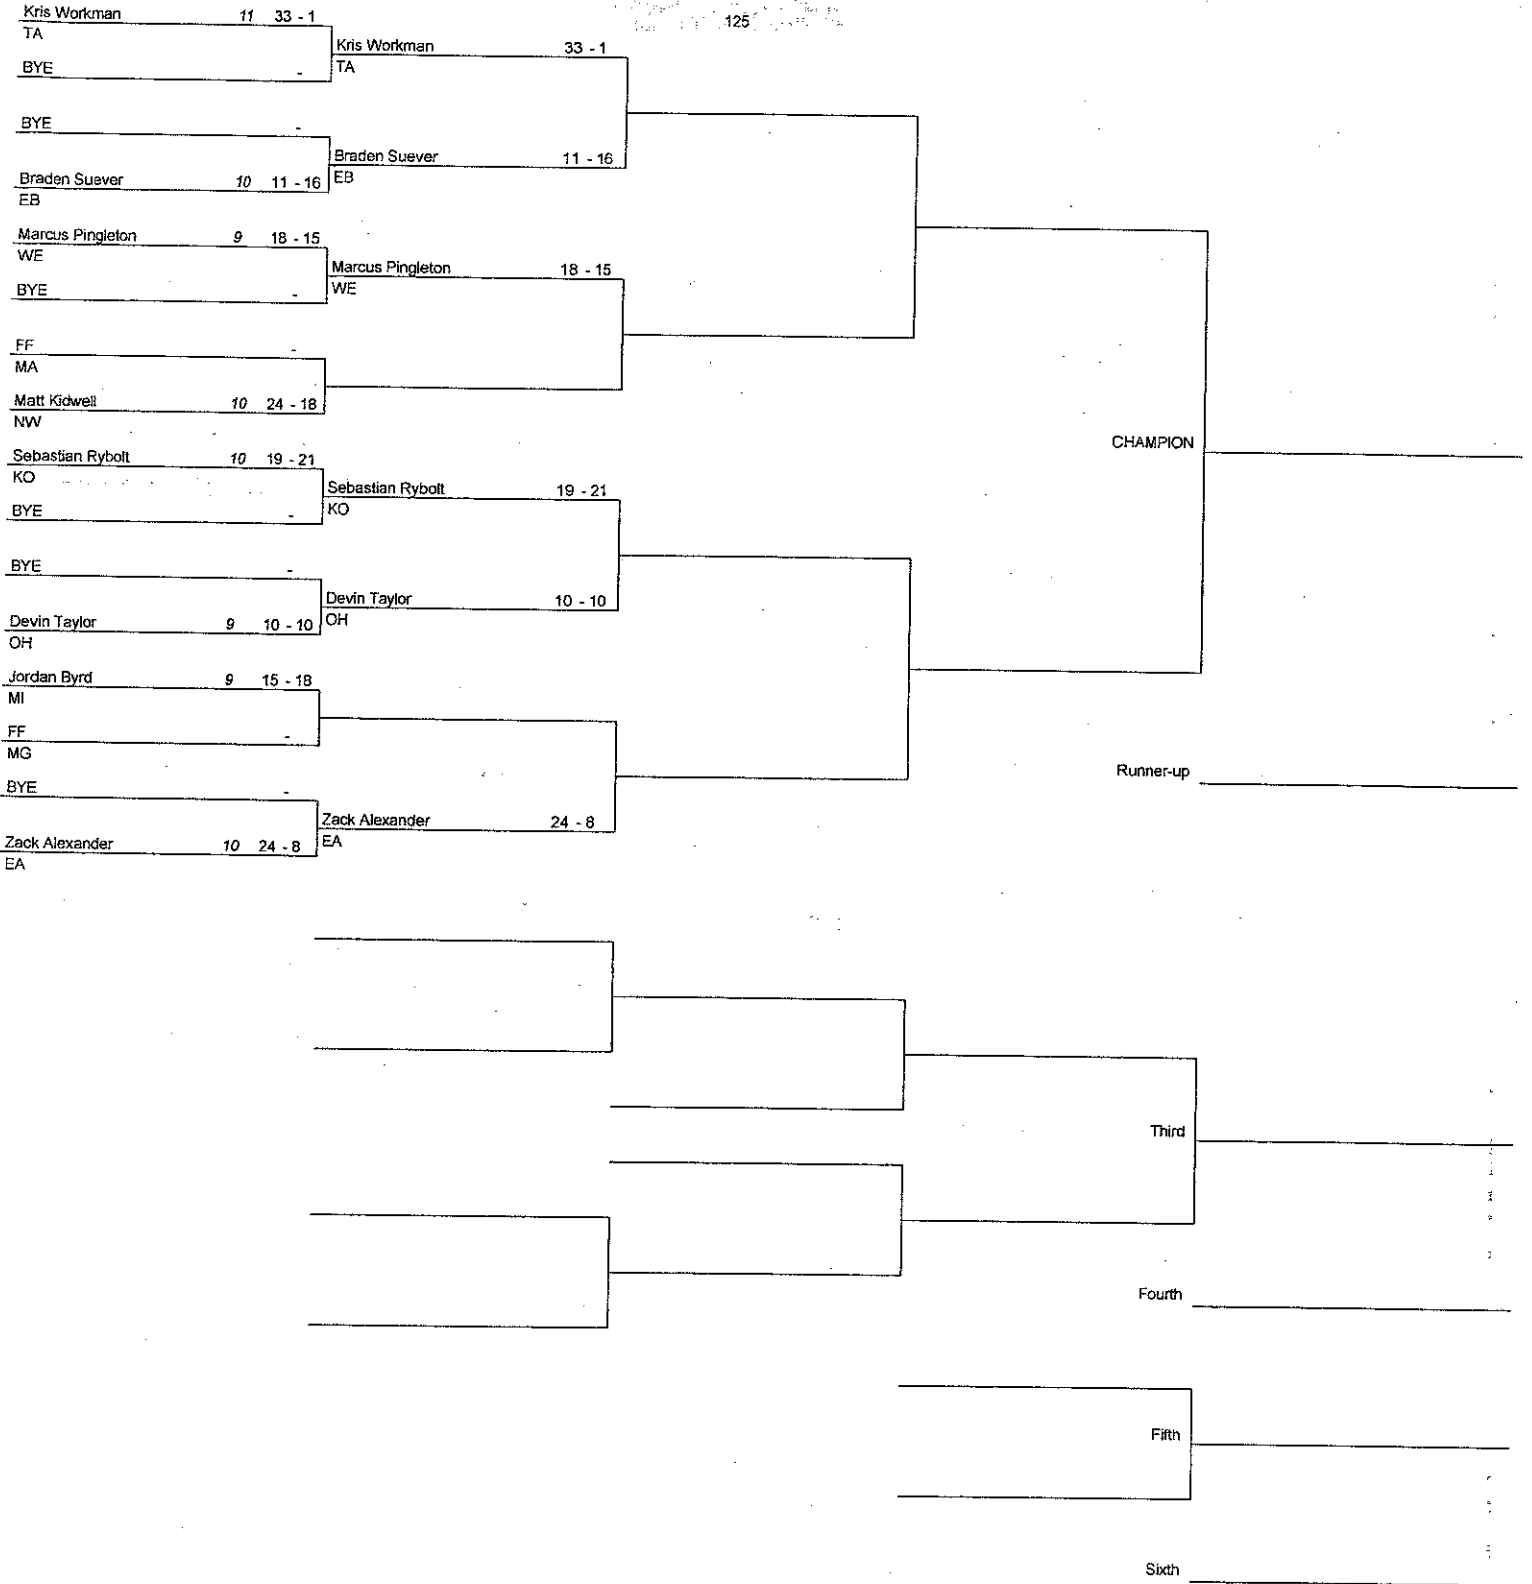 125
Kris Workman 11 33 - 1
TA
BYE -
Kris Workman 33 - 1
TA
BYE -
Braden Suever 10 11 - 16
EB
Braden Suever 11 - 16
EB
Marcus Pingleton 9 18 - 15
WE
BYE -
Marcus Pingleton 18 - 15
WE
FF -
MA
Matt Kidwell 10 24 - 18
NW
Sebastian Rybolt 10 19 - 21
KO
BYE -
Sebastian Rybolt 19 - 21
KO
BYE -
Devin Taylor 9 10 - 10
OH
Devin Taylor 10 - 10
OH
Jordan Byrd 9 15 - 18
MI
FF -
MG
BYE -
Zack Alexander 10 24 - 8
EA
Zack Alexander 24 - 8
EA
CHAMPION
Runner-up
Third
Fourth
Fifth
Sixth